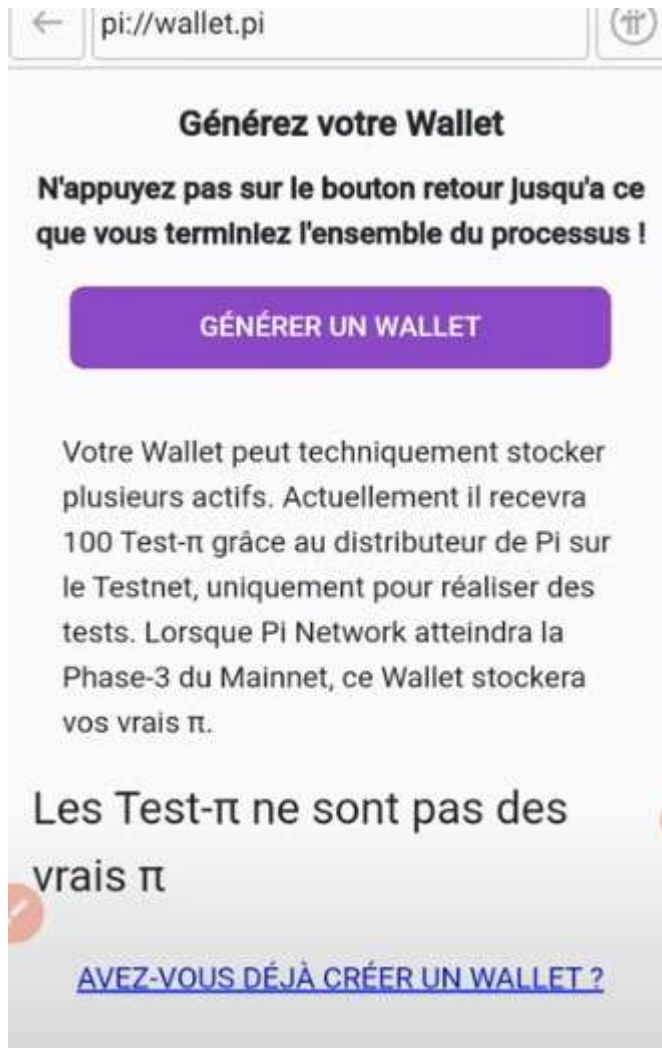 pi://wallet.pi
Générez votre Wallet
N'appuyez pas sur le bouton retour jusqu'a ce
que vous terminiez l'ensemble du processus !
GÉNÉRER UN WALLET
Votre Wallet peut techniquement stocker
plusieurs actifs. Actuellement il recevra
100 Test-π grâce au distributeur de Pi sur
le Testnet, uniquement pour réaliser des
tests. Lorsque Pi Network atteindra la
Phase-3 du Mainnet, ce Wallet stockera
vos vrais π.
Les Test-π ne sont pas des
vrais π
AVEZ-VOUS DÉJÀ CRÉER UN WALLET ?